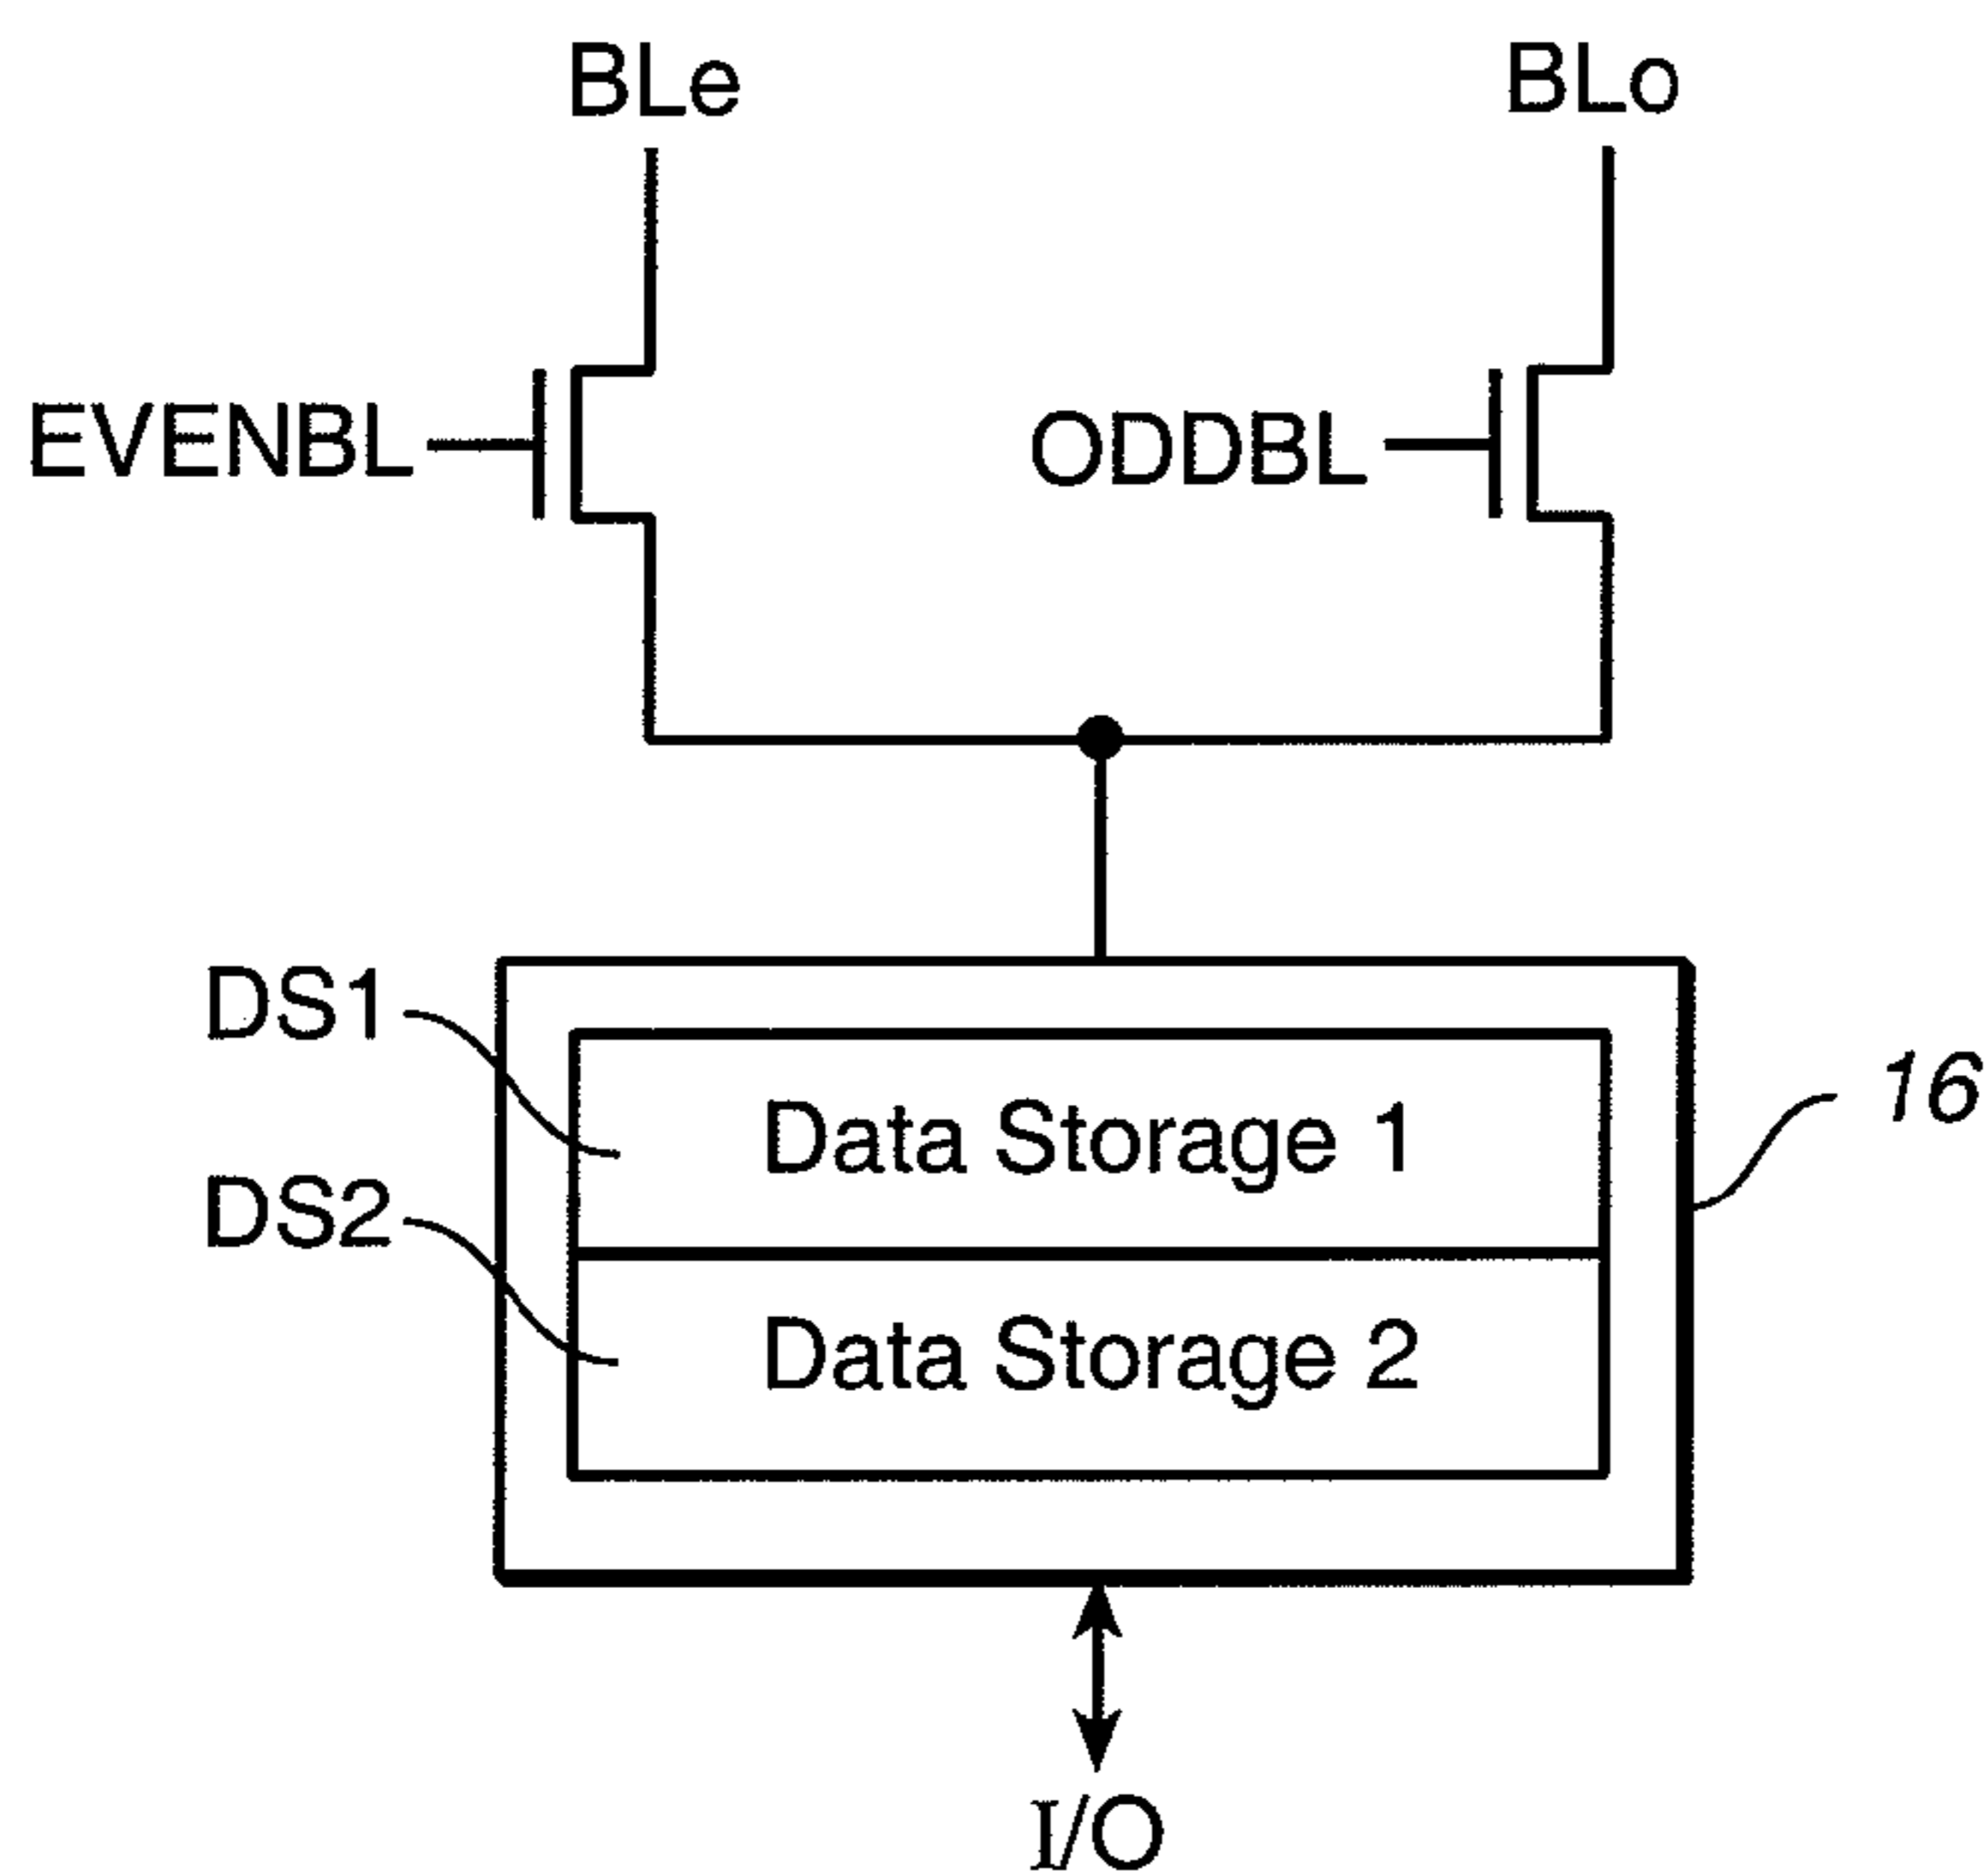 BLe
BLo
EVENBL
ODDBL
DS1
Data Storage 1
16
DS2
Data Storage 2
I/O